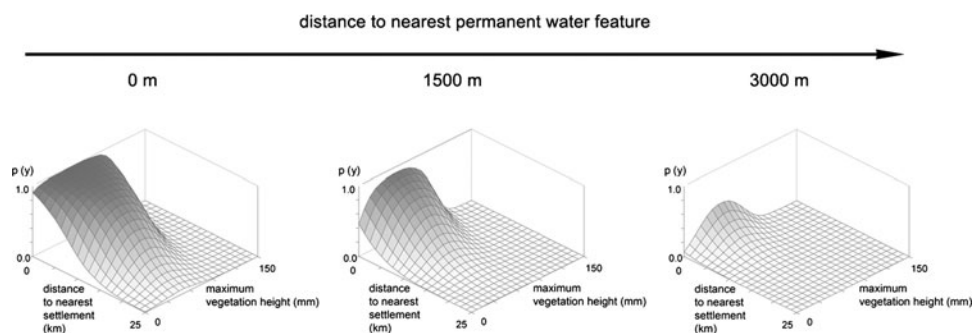 distance to nearest permanent water feature
0 m
1500 m
3000 m
p (y)
1.0
0.0
0
distance
to nearest
settlement
(km)
25
0
maximum
vegetation height (mm)
150
p (y)
1.0
0.0
0
distance
to nearest
settlement
(km)
25
0
maximum
vegetation height (mm)
150
p (y)
1.0
0.0
0
distance
to nearest
settlement
(km)
25
0
maximum
vegetation height (mm)
150